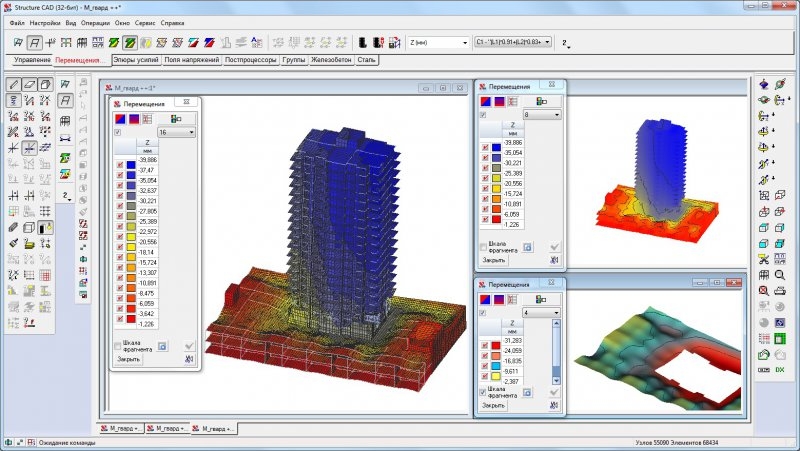 Structure CAD (32-бит) - М_гвард ++*
Файл Настройки Вид Операции Окно Сервис Справка
Z (мм)
C1 - "(L1)*0.91+(L2)*0.83+
2..
Управление Перемещения... Эпюры усилий Поля напряжений Постпроцессоры Группы Железобетон Сталь
М_гвард ++:1*
Перемещения
16
Z
мм
-39,886
-37,47
-35,054
-32,637
-30,221
-27,805
-25,389
-22,972
-20,556
-18,14
-15,724
-13,307
-10,891
-8,475
-6,059
-3,642
-1,226
Шкала
фрагмента
Закрыть
Перемещения
8
Z
мм
-39,886
-35,054
-30,221
-25,389
-20,556
-15,724
-10,891
-6,059
-1,226
Шкала
фрагмента
Закрыть
Перемещения
4
Z
мм
-31,283
-24,059
-16,835
-9,611
-2,387
Шкала
фрагмента
Закрыть
DX
М_гвард +... М_гвард +... М_гвард +...
Ожидание команды
Узлов 55090 Элементов 68434